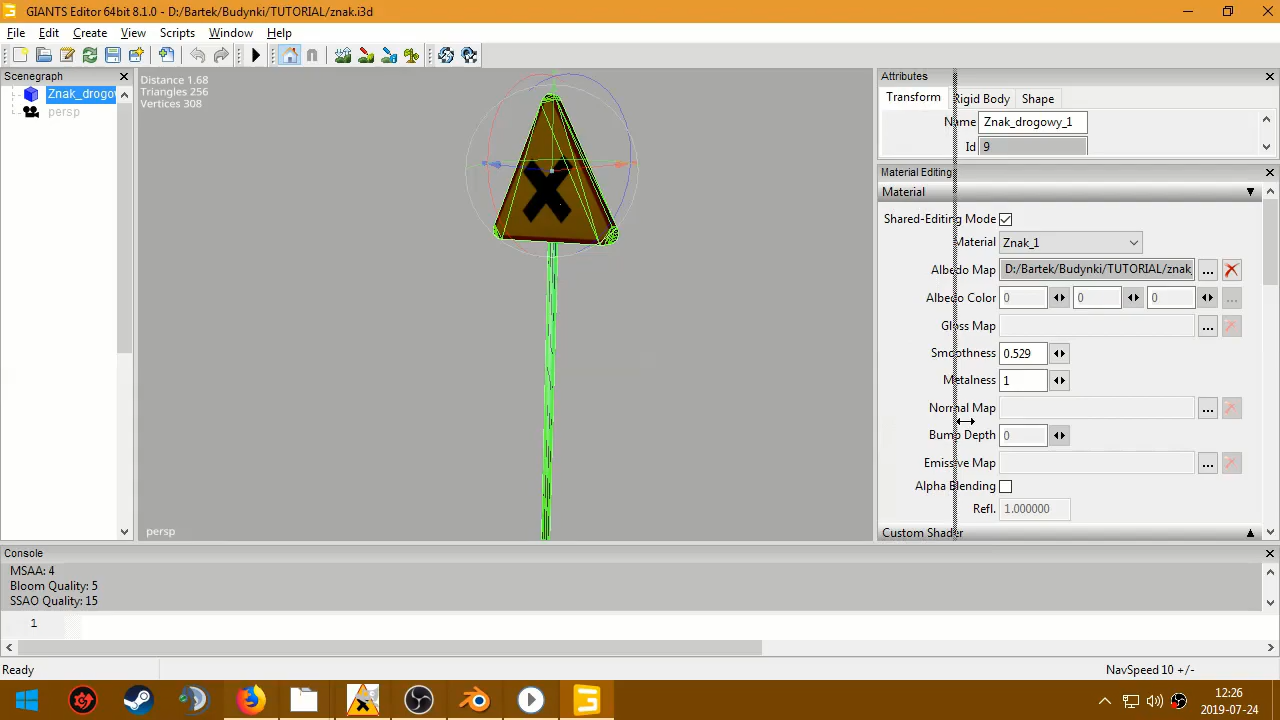 GIANTS Editor 64bit 8.1.0 - D:/Bartek/Budynki/TUTORIAL/znak.i3d
File Edit Create View Scripts Window Help
Scenegraph
Znak_drogow
persp
Distance 1.68
Triangles 256
Vertices 308
persp
Attributes
Transform Rigid Body Shape
Name Znak_drogowy_1
Id 9
Material Editing
Material
Shared-Editing Mode
Material Znak_1
Albedo Map D:/Bartek/Budynki/TUTORIAL/znak_
Albedo Color 0 0 0
Gloss Map
Smoothness 0.529
Metalness 1
Normal Map
Bump Depth 0
Emissive Map
Alpha Blending
Refl. 1.000000
Custom Shader
Console
MSAA: 4
Bloom Quality: 5
SSAO Quality: 15
1
Ready NavSpeed 10 +/-
12:26
2019-07-24